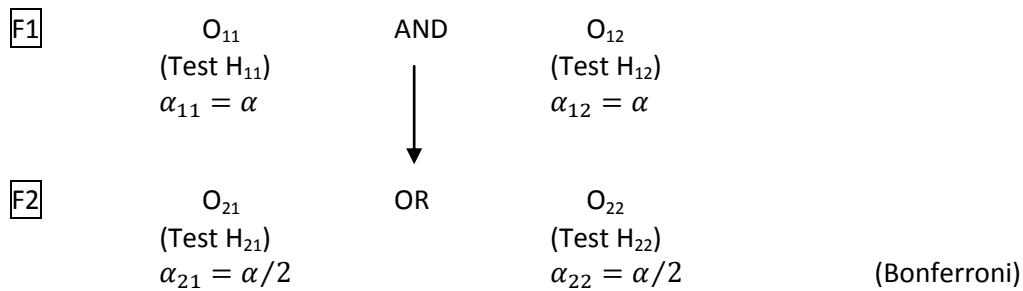 F1 O₁₁ AND O₁₂
(Test H₁₁) (Test H₁₂)
𝛼₁₁ = 𝛼 𝛼₁₂ = 𝛼
F2 O₂₁ OR O₂₂
(Test H₂₁) (Test H₂₂)
𝛼₂₁ = 𝛼/2 𝛼₂₂ = 𝛼/2 (Bonferroni)